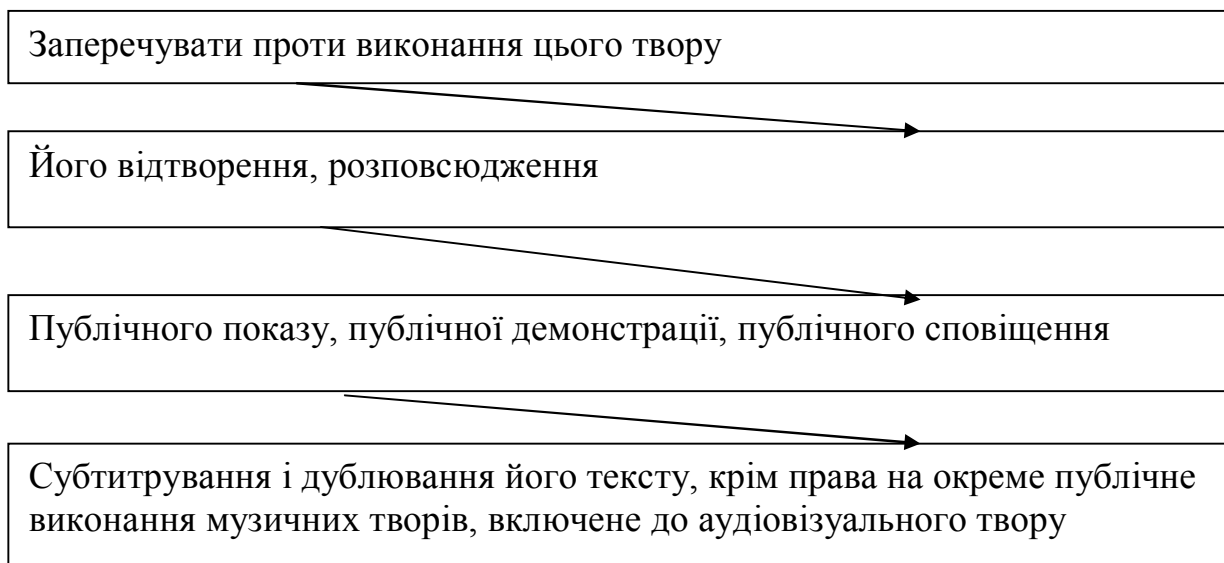 Заперечувати проти виконання цього твору
Його відтворення, розповсюдження
Публічного показу, публічної демонстрації, публічного сповіщення
Субтитрування і дублювання його тексту, крім права на окреме публічне
виконання музичних творів, включене до аудіовізуального твору